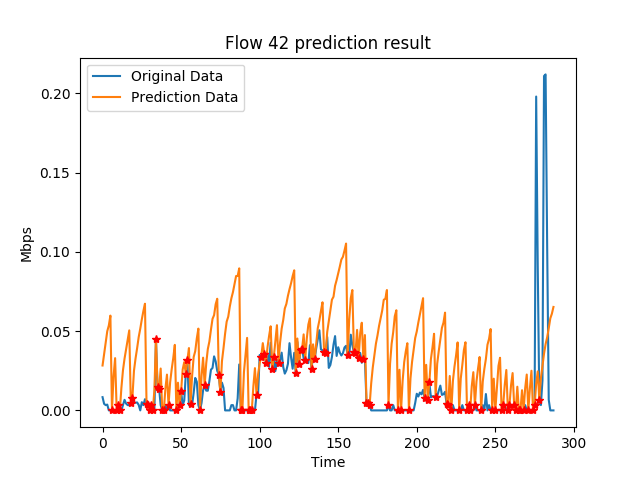 Flow 42 prediction result
Original Data
Prediction Data
0.20
0.15
0.10
0.05
0.00
Mbps
0 50 100 150 200 250 300
Time